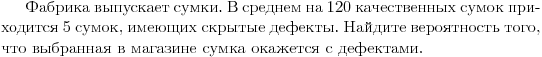 Фабрика выпускает сумки. В среднем на 120 качественных сумок при-
ходится 5 сумок, имеющих скрытые дефекты. Найдите вероятность того,
что выбранная в магазине сумка окажется с дефектами.